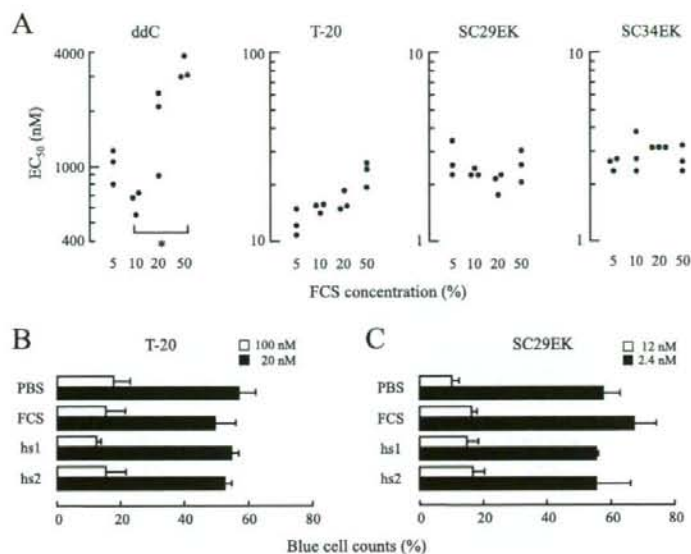 A
ddC
T-20
SC29EK
SC34EK
EC50 (nM)
4000
1000
400
100
10
10
1
10
1
*
5 10 20 50
5 10 20 50
5 10 20 50
5 10 20 50
FCS concentration (%)
B
T-20
100 nM
20 nM
PBS
FCS
hs1
hs2
0 20 40 60 80
C
SC29EK
12 nM
2.4 nM
PBS
FCS
hs1
hs2
0 20 40 60 80
Blue cell counts (%)